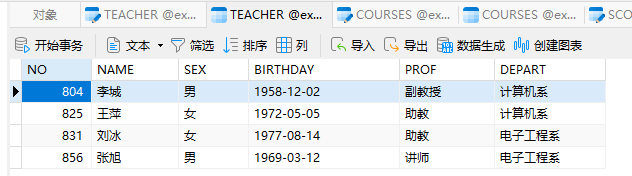 对象 TEACHER @ex... TEACHER @ex... COURSES @ex... COURSES @ex... SCO
开始事务 文本 筛选 排序 列 导入 导出 数据生成 创建图表
NO NAME SEX BIRTHDAY PROF DEPART
804 李城 男 1958-12-02 副教授 计算机系
825 王萍 女 1972-05-05 助教 计算机系
831 刘冰 女 1977-08-14 助教 电子工程系
856 张旭 男 1969-03-12 讲师 电子工程系